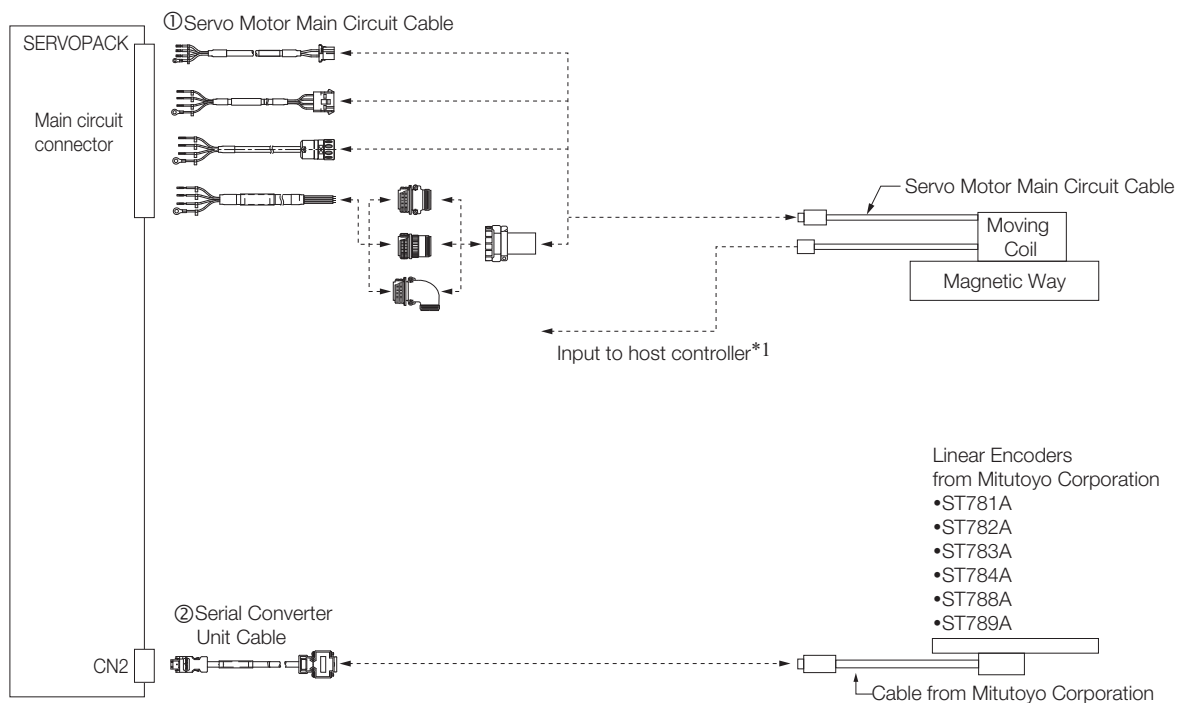 ①Servo Motor Main Circuit Cable
SERVOPACK
Main circuit
connector
Servo Motor Main Circuit Cable
Moving
Coil
Magnetic Way
Input to host controller*1
Linear Encoders
from Mitutoyo Corporation
•ST781A
•ST782A
•ST783A
•ST784A
•ST788A
•ST789A
②Serial Converter
Unit Cable
CN2
Cable from Mitutoyo Corporation